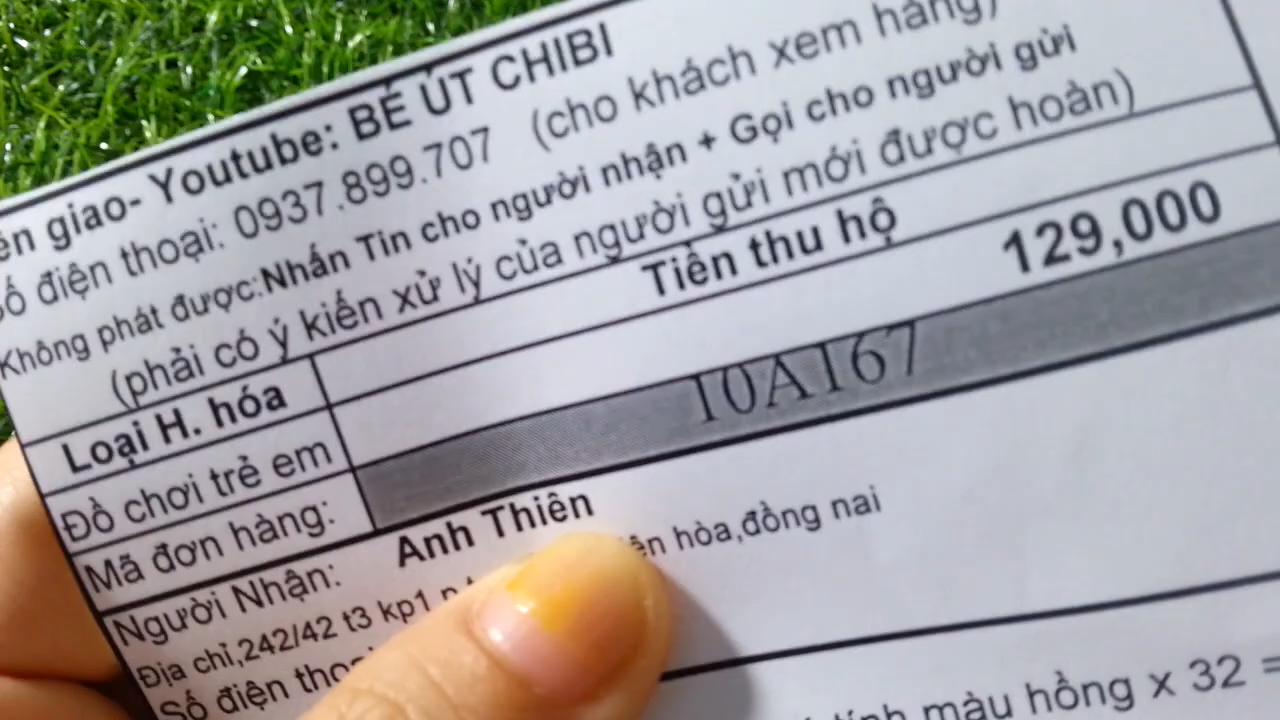 giao- Youtube: BÉ ÚT CHIBI
Số điện thoại: 0937.899.707 (cho khách xem hàng)
Không phát được:Nhắn Tin cho người nhận + Gọi cho người gửi
(phải có ý kiến xử lý của người gửi mới được hoàn)
Loại H. hóa Tiền thu hộ
Đồ chơi trẻ em 129,000
Mã đơn hàng: 10A167
Người Nhận: Anh Thiên
Địa chỉ,242/42 t3 kp1 hòa,đồng nai
Số điện
màu hồng x 32 =